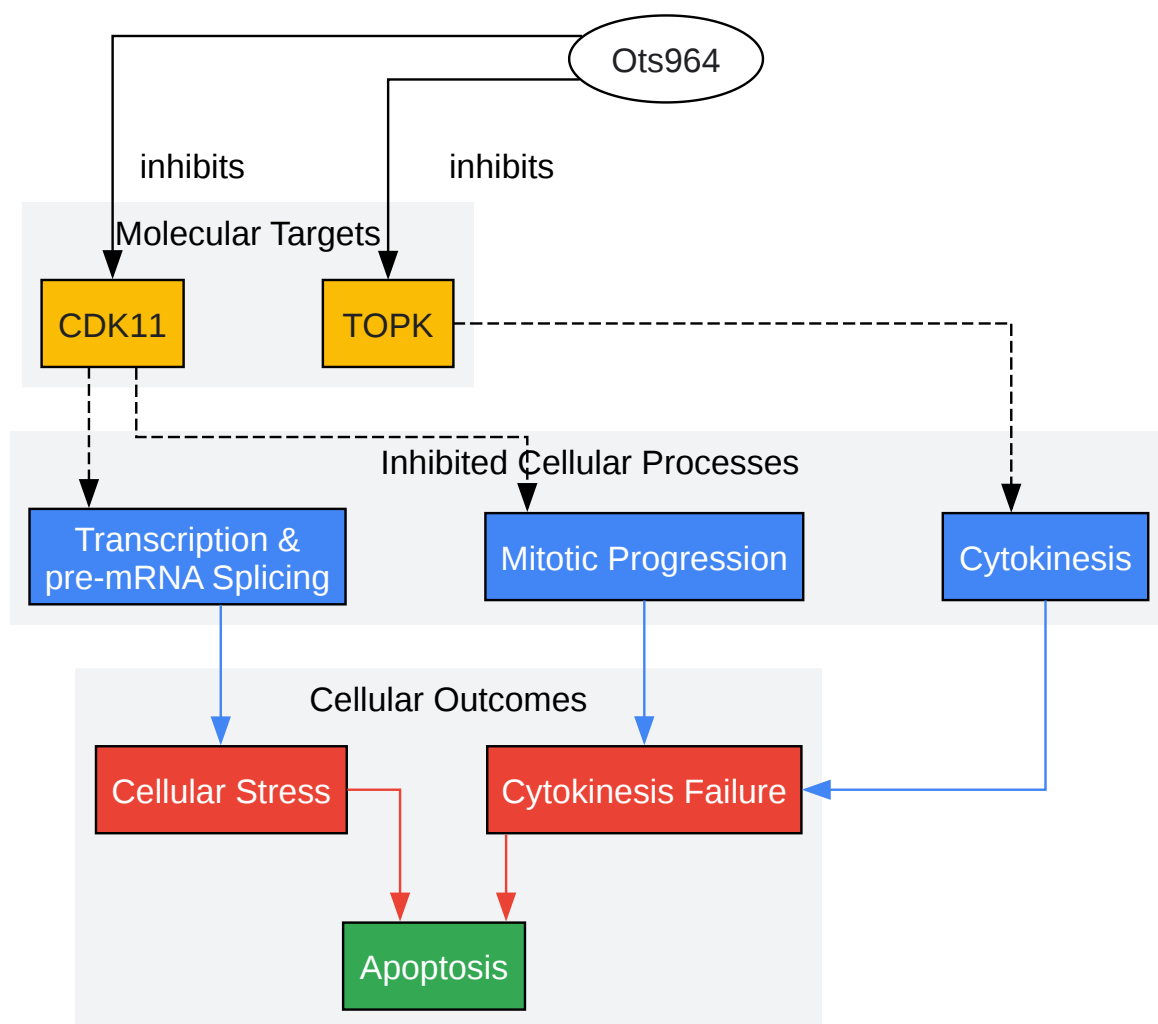 Ots964
inhibits
inhibits
Molecular Targets
CDK11
TOPK
Inhibited Cellular Processes
Transcription &
pre-mRNA Splicing
Mitotic Progression
Cytokinesis
Cellular Outcomes
Cellular Stress
Cytokinesis Failure
Apoptosis